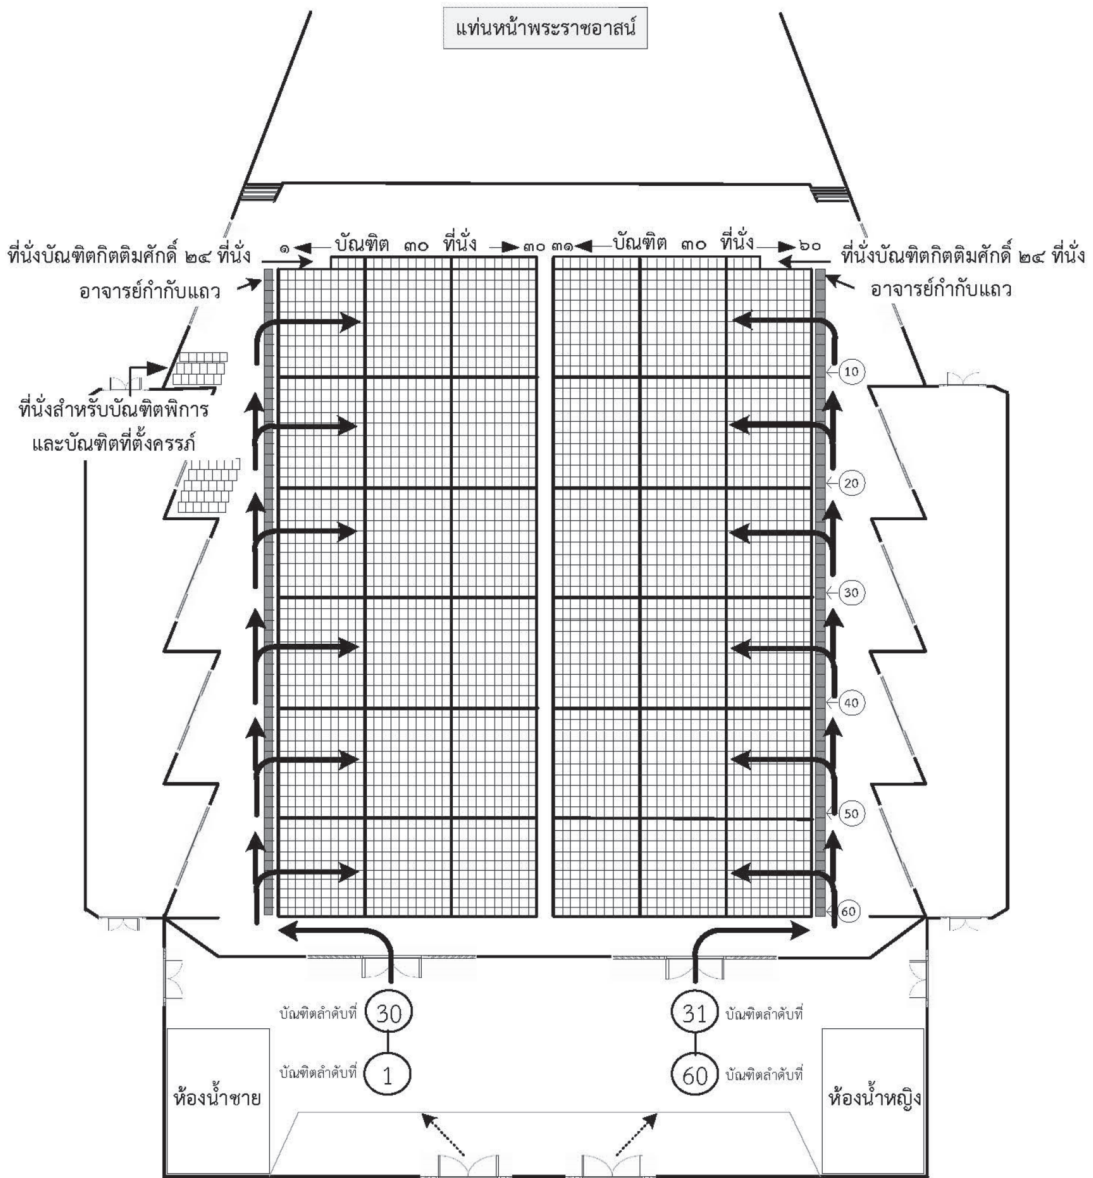 แท่นหน้าพระราชอาสน์
๑ บัณฑิต ๓๐ ที่นั่ง ๓๐ ๓๑ บัณฑิต ๓๐ ที่นั่ง ๖๐
ที่นั่งบัณฑิตกิตติมศักดิ์ ๒๔ ที่นั่ง
ที่นั่งบัณฑิตกิตติมศักดิ์ ๒๔ ที่นั่ง
อาจารย์กำกับแถว
อาจารย์กำกับแถว
10
ที่นั่งสำหรับบัณฑิตพิการ
และบัณฑิตที่ตั้งครรภ์
20
30
40
50
60
บัณฑิตลำดับที่ 30
31 บัณฑิตลำดับที่
บัณฑิตลำดับที่ 1
60 บัณฑิตลำดับที่
ห้องน้ำชาย
ห้องน้ำหญิง